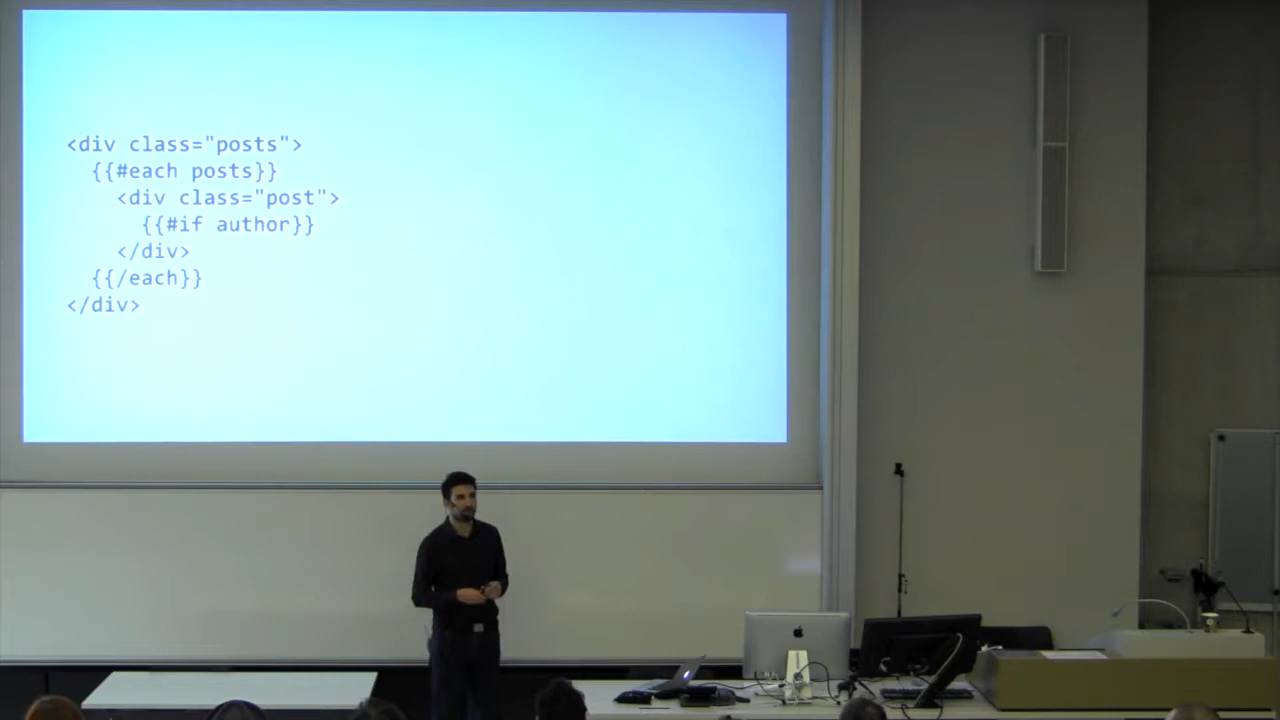 <div class="posts">
{{#each posts}}
<div class="post">
{{#if author}}
</div>
{{/each}}
</div>